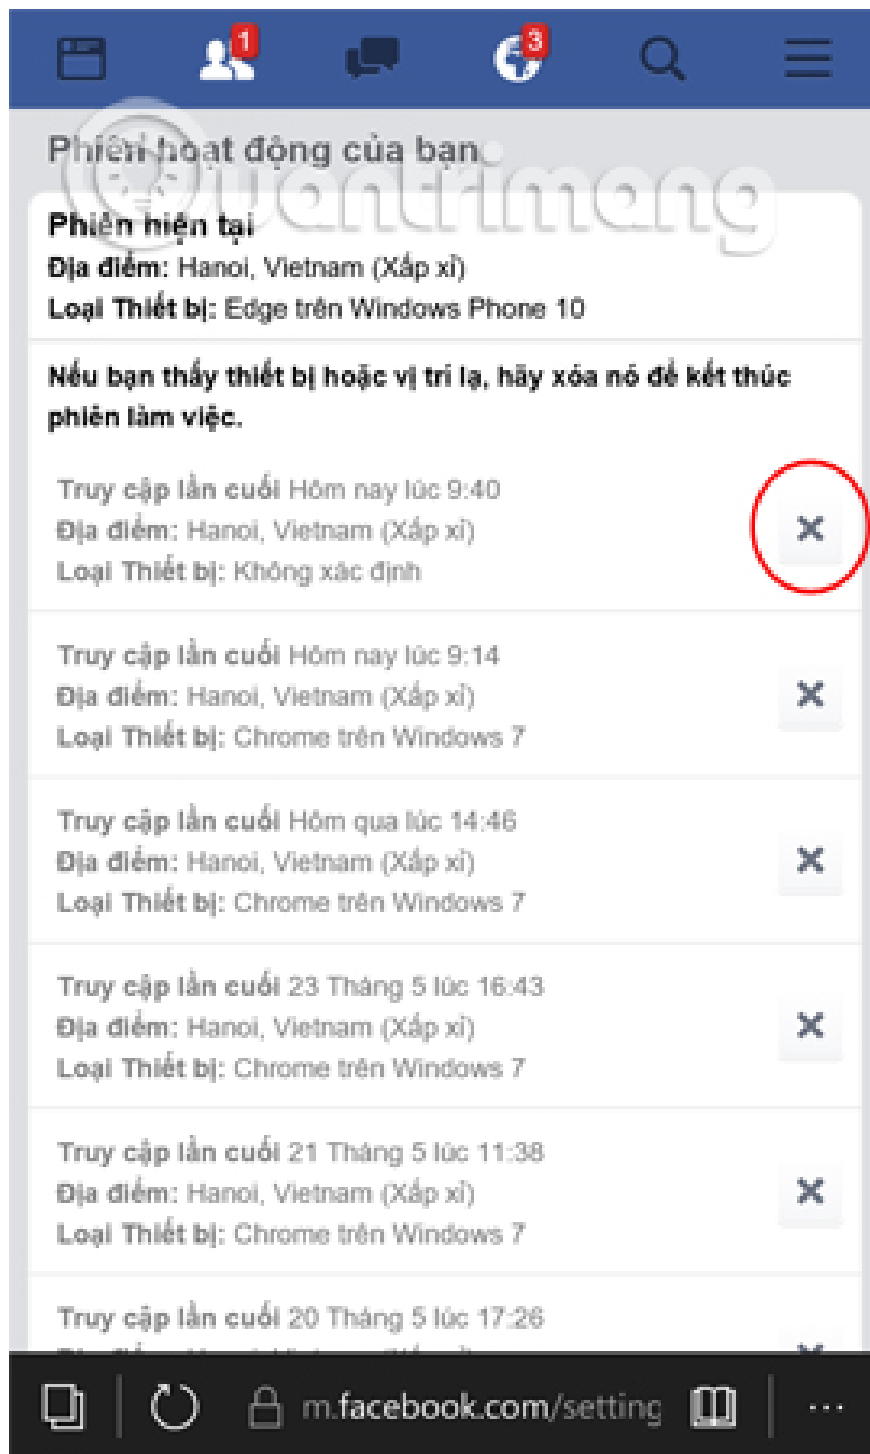 1
3
Phiên hoạt động của bạn
Quantrimang
Phiên hiện tại
Địa điểm: Hanoi, Vietnam (Xấp xỉ)
Loại Thiết bị: Edge trên Windows Phone 10
Nếu bạn thấy thiết bị hoặc vị trí lạ, hãy xóa nó để kết thúc
phiên làm việc.
Truy cập lần cuối Hôm nay lúc 9:40
Địa điểm: Hanoi, Vietnam (Xấp xỉ)
Loại Thiết bị: Không xác định
Truy cập lần cuối Hôm nay lúc 9:14
Địa điểm: Hanoi, Vietnam (Xấp xỉ)
Loại Thiết bị: Chrome trên Windows 7
Truy cập lần cuối Hôm qua lúc 14:46
Địa điểm: Hanoi, Vietnam (Xấp xỉ)
Loại Thiết bị: Chrome trên Windows 7
Truy cập lần cuối 23 Tháng 5 lúc 16:43
Địa điểm: Hanoi, Vietnam (Xấp xỉ)
Loại Thiết bị: Chrome trên Windows 7
Truy cập lần cuối 21 Tháng 5 lúc 11:38
Địa điểm: Hanoi, Vietnam (Xấp xỉ)
Loại Thiết bị: Chrome trên Windows 7
Truy cập lần cuối 20 Tháng 5 lúc 17:26
m.facebook.com/setting